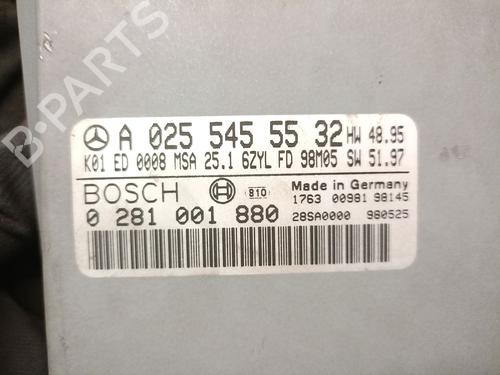 A 025 545 55 32 HW 48.95
K01 ED 0008 MSA 25.1 6ZYL FD 98M05 SW 51.97
BOSCH 810 Made in Germany
1763 00981 98145
0 281 001 880 28SA0000 980525
B-PARTS